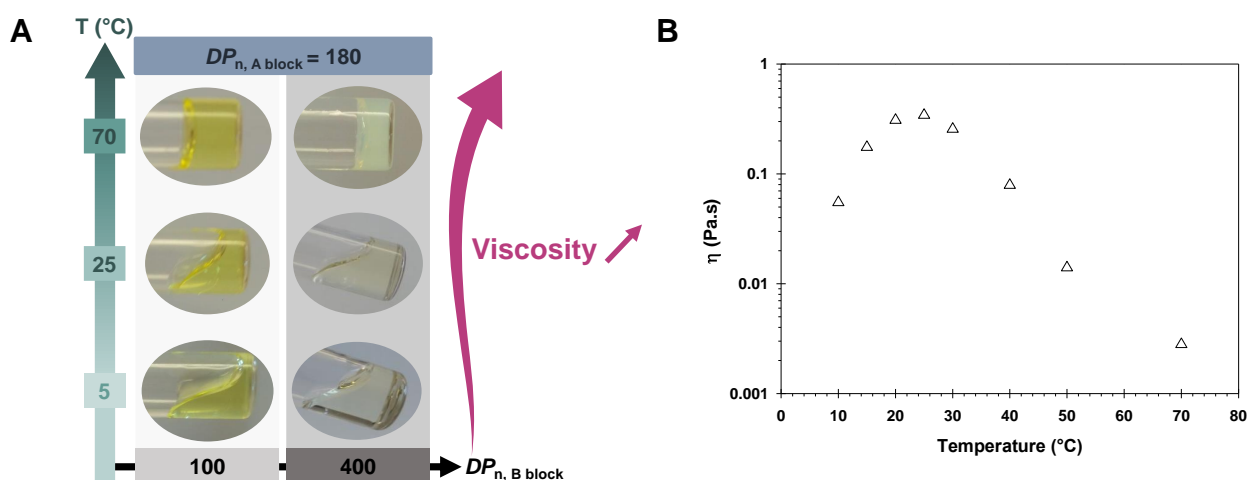 A
T (°C)
DPn, A block = 180
70
25
5
100
400
DPn, B block
Viscosity
B
η (Pa.s)
1
0.1
0.01
0.001
0
10
20
30
40
50
60
70
80
Temperature (°C)